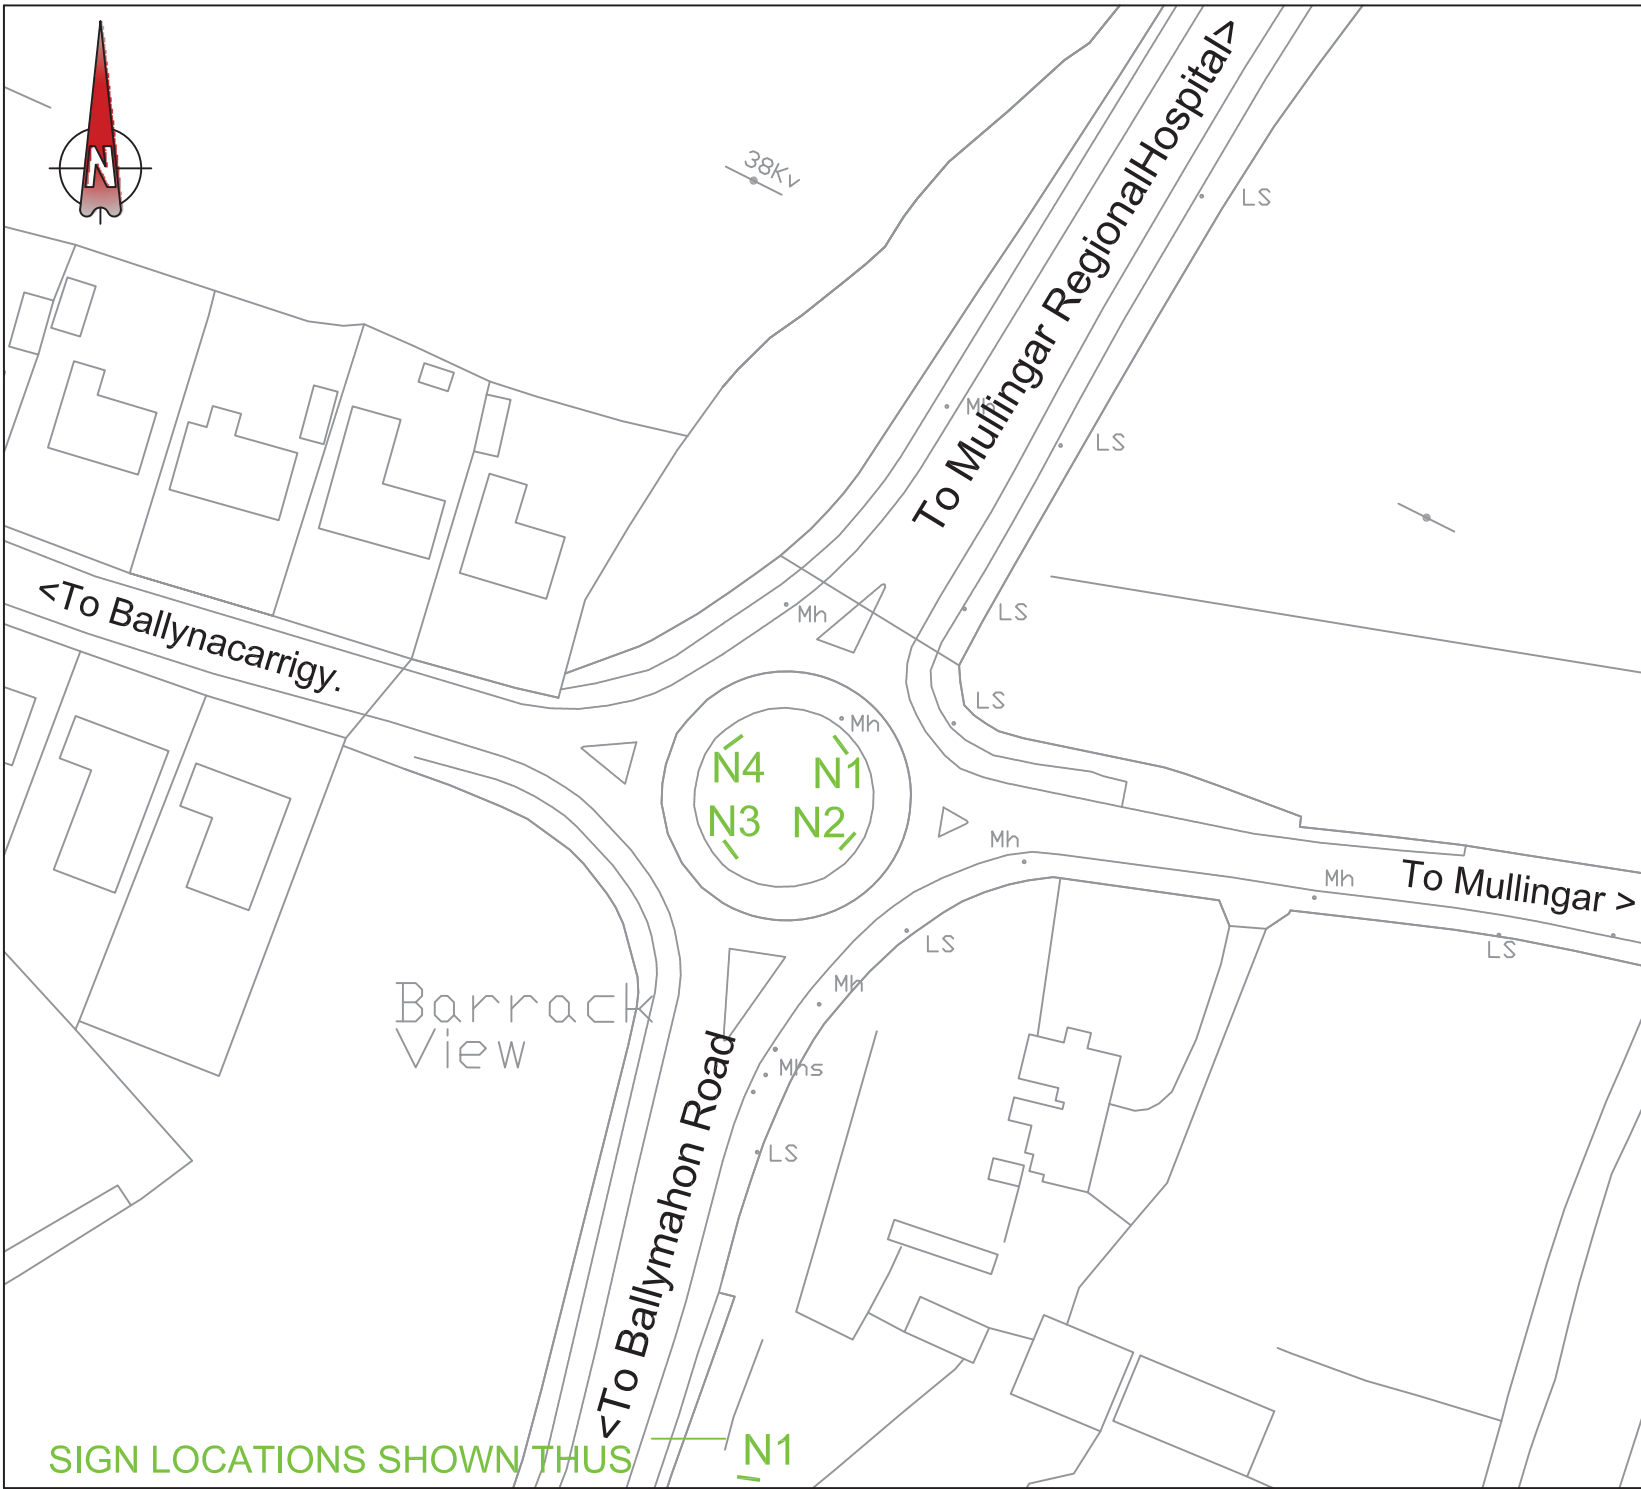 N
38Kv
To Mullingar RegionalHospital>
LS
Mh
LS
<To Ballynacarrigy.
Mh
LS
LS
Mh
N4
N1
N3
N2
Mh
To Mullingar >
Mh
LS
LS
Mh
Barrack
View
Mhs
<To Ballymahon Road
LS
SIGN LOCATIONS SHOWN THUS
N1